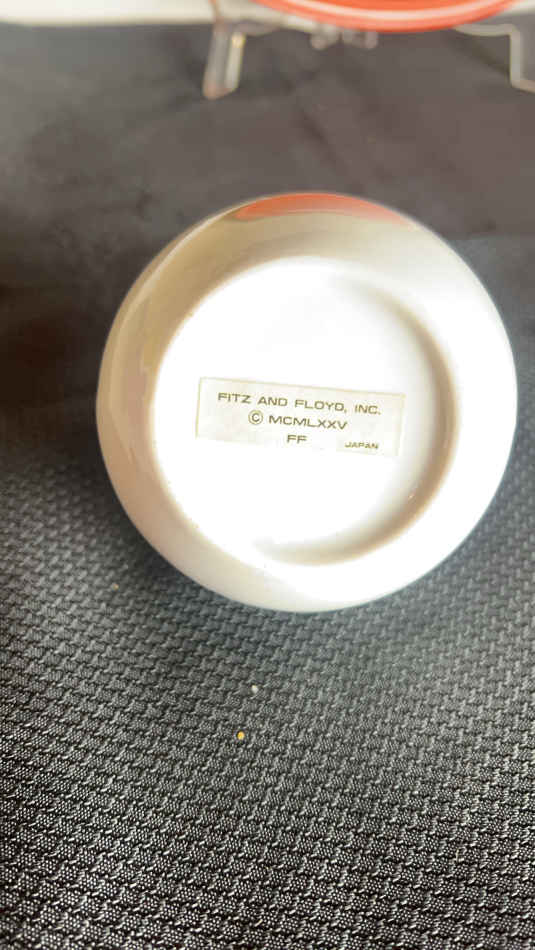 FITZ AND FLOYD, INC.
© MCMLXXV
FF JAPAN